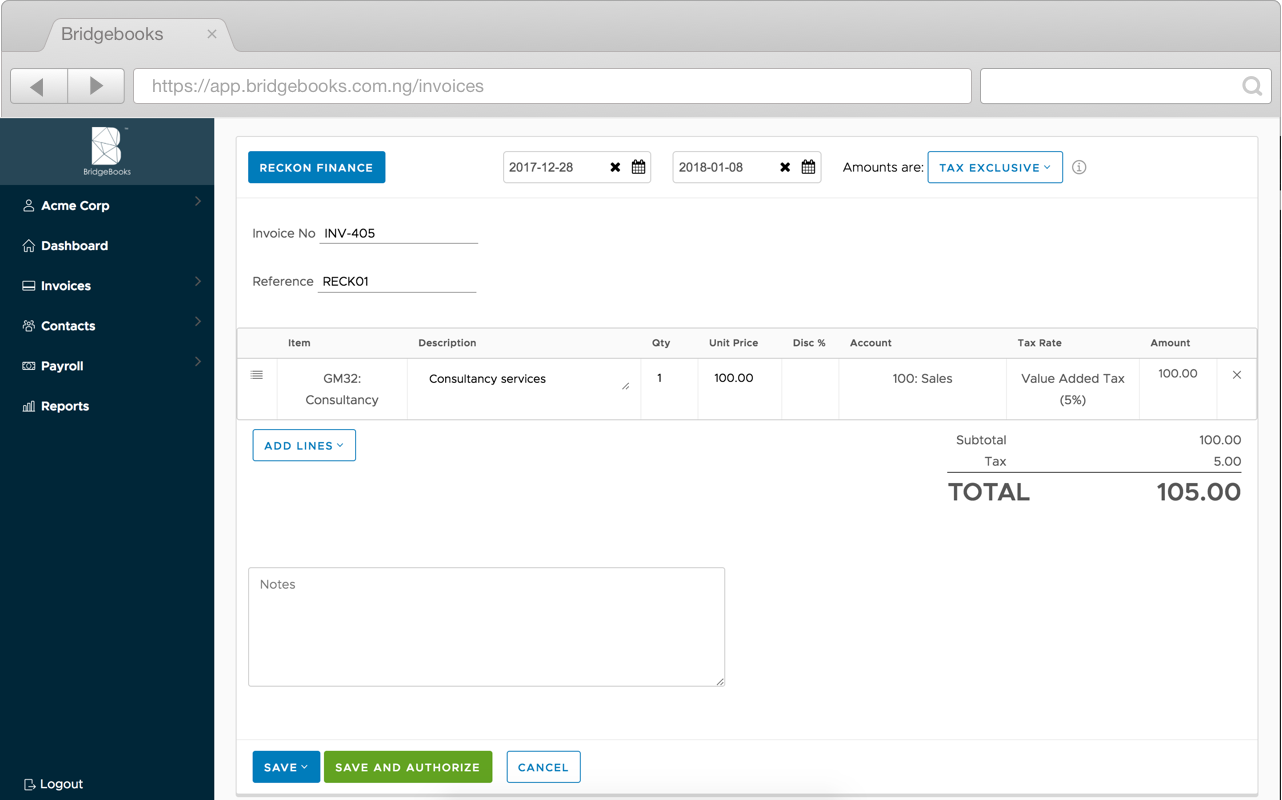 Bridgebooks
https://app.bridgebooks.com.ng/invoices
BridgeBooks
Acme Corp
Dashboard
Invoices
Contacts
Payroll
Reports
Logout
RECKON FINANCE
2017-12-28
2018-01-08
Amounts are:
TAX EXCLUSIVE
Invoice No INV-405
Reference RECK01
Item Description Qty Unit Price Disc % Account Tax Rate Amount
GM32: Consultancy services 1 100.00 100: Sales Value Added Tax 100.00
Consultancy (5%)
ADD LINES
Subtotal 100.00
Tax 5.00
TOTAL 105.00
Notes
SAVE
SAVE AND AUTHORIZE
CANCEL